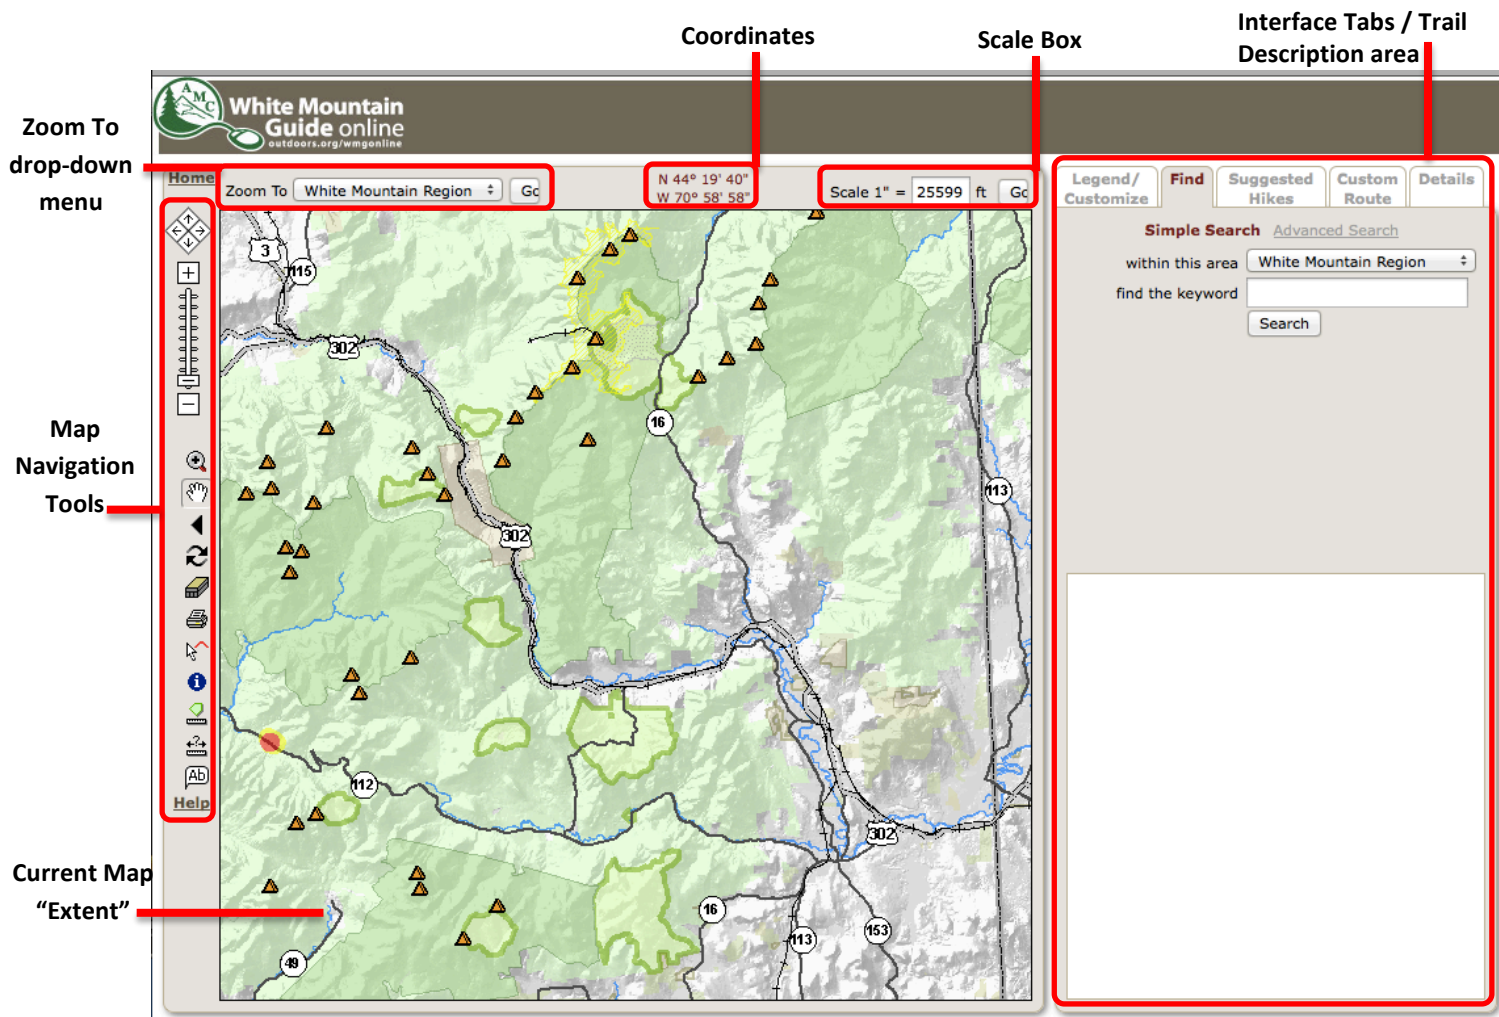 Coordinates
Scale Box
Interface Tabs / Trail
Description area
AMC
White Mountain
Guide online
outdoors.org/wmgonline
Zoom To
drop-down
menu
Home
Zoom To White Mountain Region Go
N 44° 19' 40"
W 70° 58' 58"
Scale 1" = 25599 ft Go
Legend/
Customize
Find
Suggested
Hikes
Custom
Route
Details
Simple Search Advanced Search
within this area White Mountain Region
find the keyword
Search
3
115
302
16
113
302
112
302
16
113
153
49
Map
Navigation
Tools
Ab
Help
Current Map
“Extent”